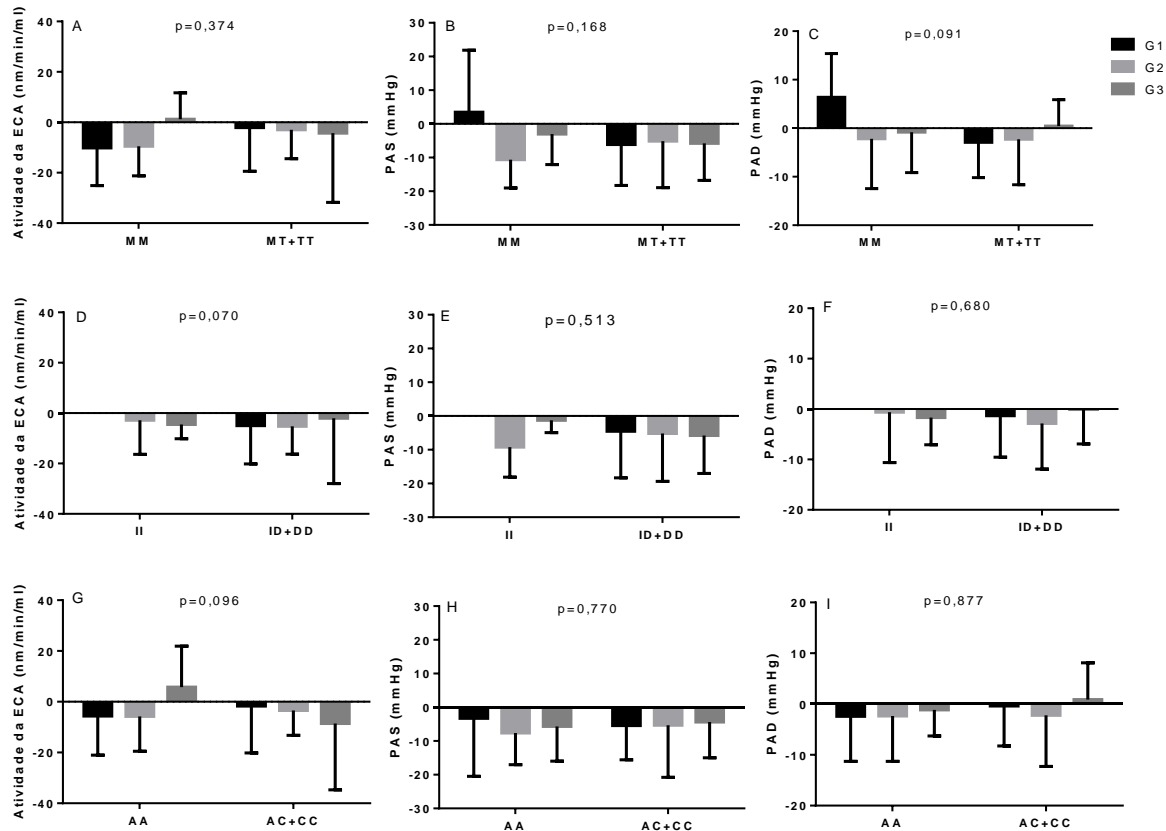 A
p=0,374
Atividade da ECA (nm/min/ml)
40
20
0
-20
-40
MM
MT+TT
B
p=0,168
PAS (mmHg)
30
20
10
0
-10
-20
-30
MM
MT+TT
C
p=0,091
PAD (mmHg)
20
10
0
-10
-20
MM
MT+TT
G1
G2
G3
D
p=0,070
Atividade da ECA (nm/min/ml)
40
20
0
-20
-40
II
ID+DD
E
p=0,513
PAS (mmHg)
30
20
10
0
-10
-20
-30
II
ID+DD
F
p=0,680
PAD (mmHg)
20
10
0
-10
-20
II
ID+DD
G
p=0,096
Atividade da ECA (nm/min/ml)
40
20
0
-20
-40
AA
AC+CC
H
p=0,770
PAS (mmHg)
30
20
10
0
-10
-20
-30
AA
AC+CC
I
p=0,877
PAD (mmHg)
20
10
0
-10
-20
AA
AC+CC